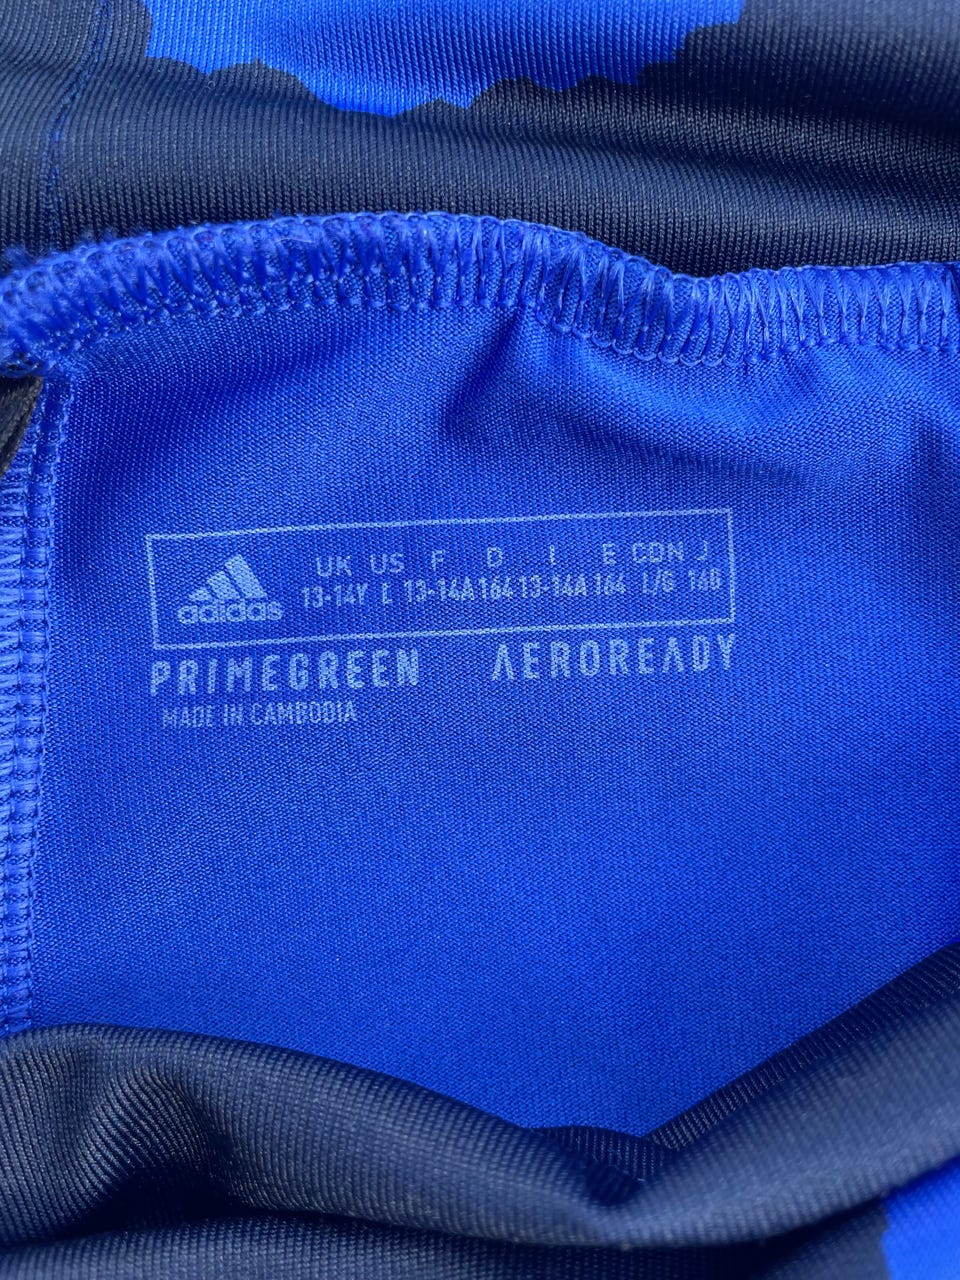 UK US F D I E CDN J
adidas 13-14Y L 13-14A 164 13-14A 164 L/G 160
PRIMEGREEN AEROREADY
MADE IN CAMBODIA